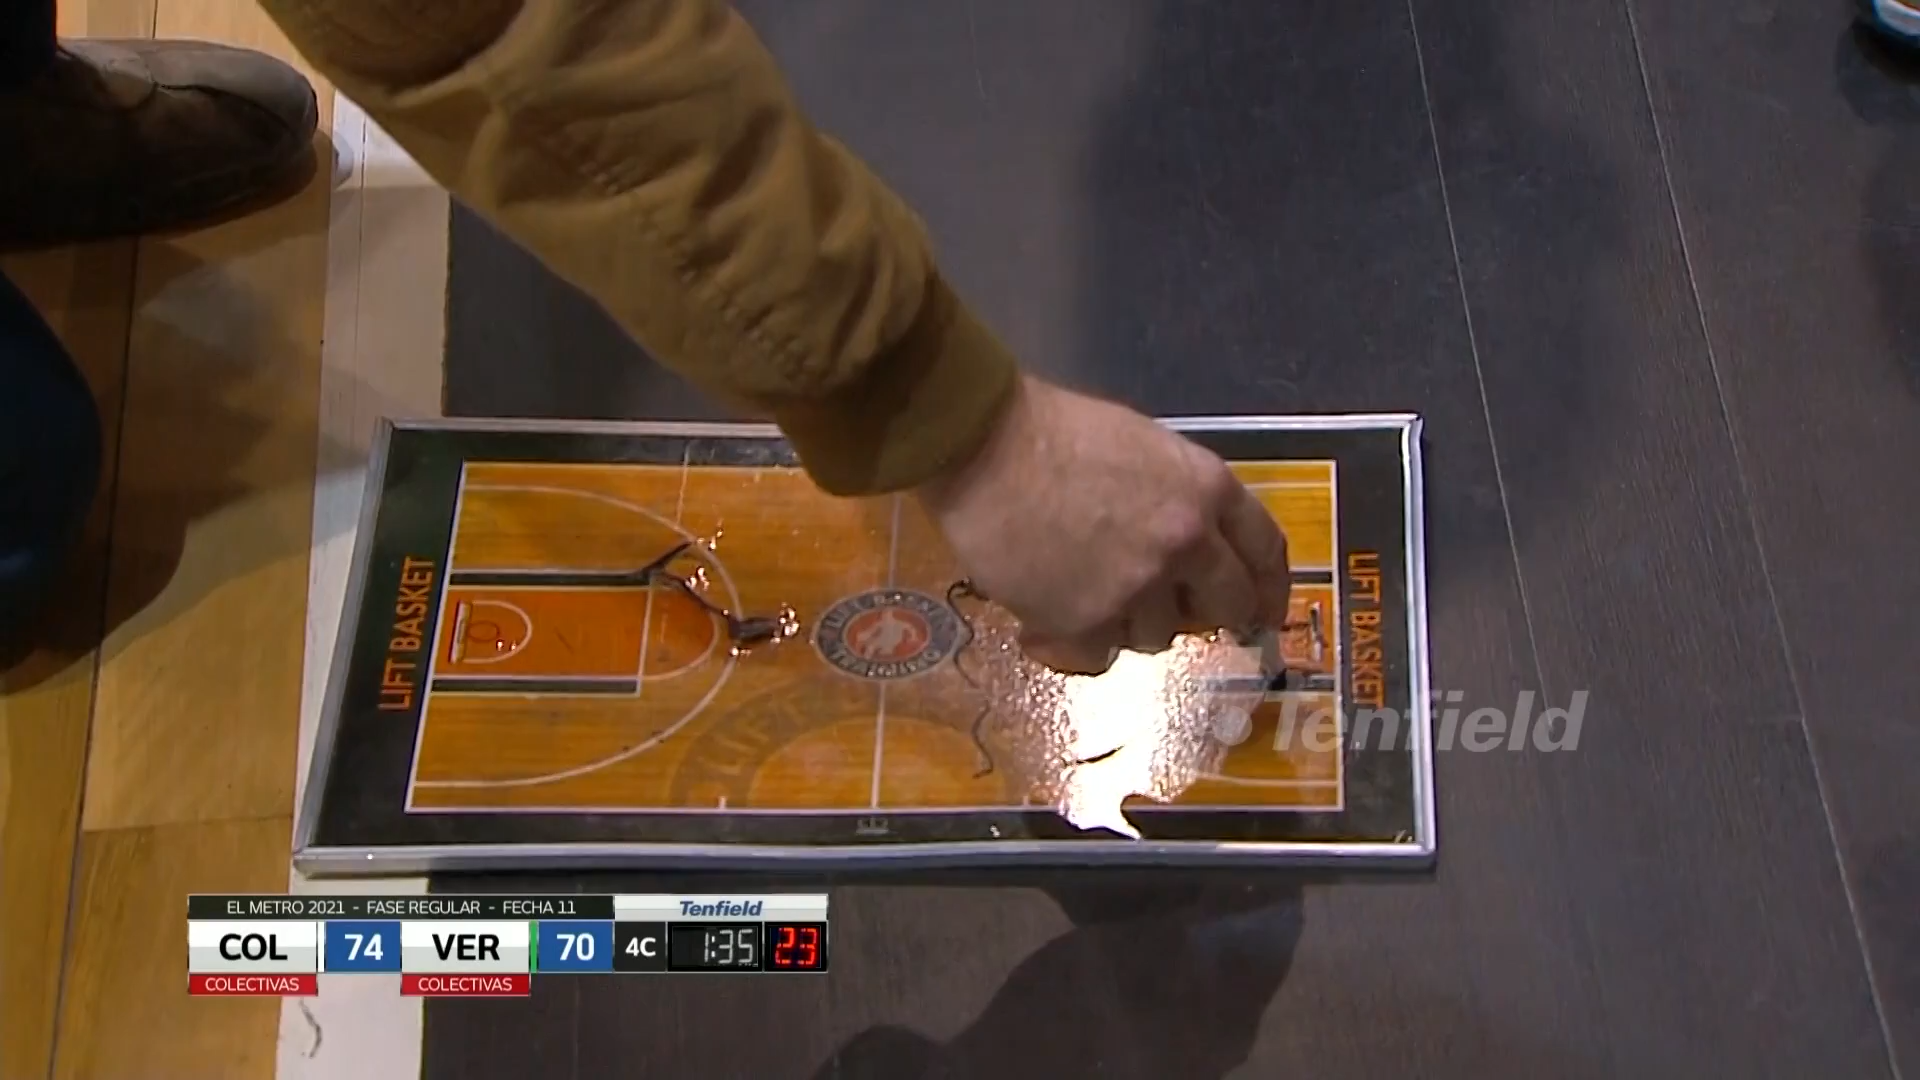 LIFT BASKET
LIFT BASKET
Tenfield
EL METRO 2021 - FASE REGULAR - FECHA 11
Tenfield
COL 74 VER 70 4C 1:35 23
COLECTIVAS COLECTIVAS